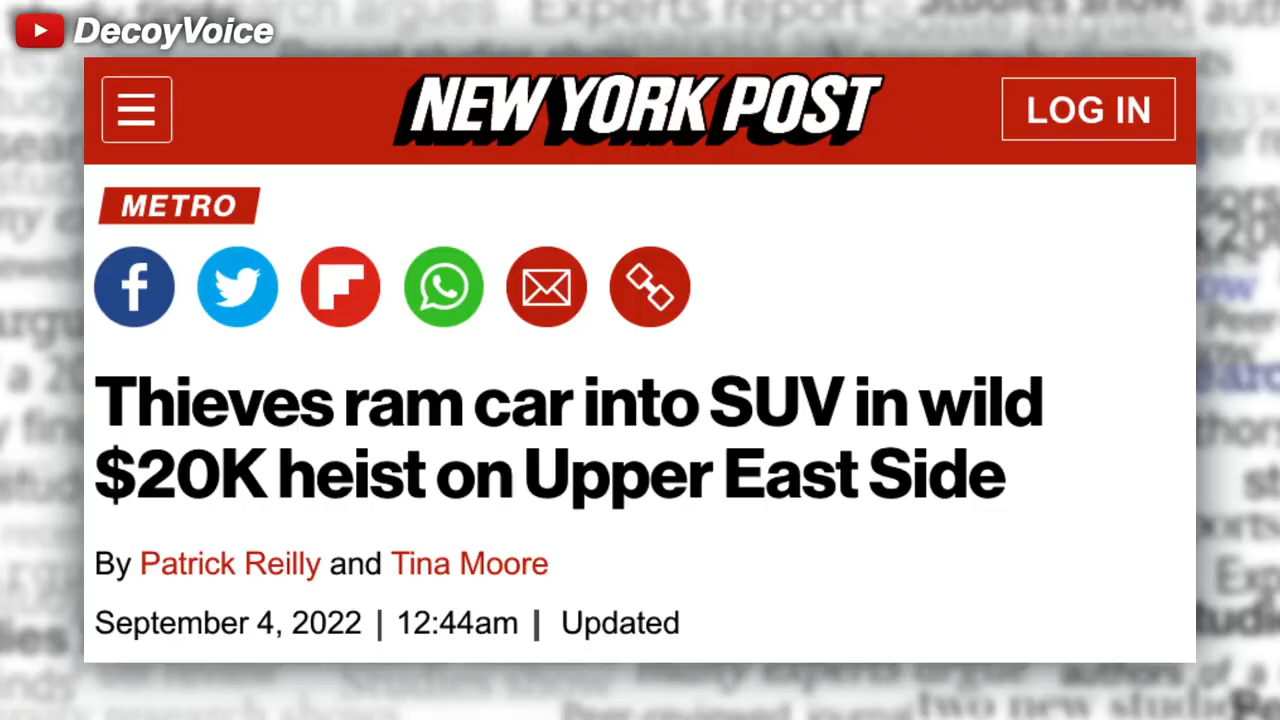 DecoyVoice
NEW YORK POST
LOG IN
METRO
Thieves ram car into SUV in wild
$20K heist on Upper East Side
By Patrick Reilly and Tina Moore
September 4, 2022 | 12:44am | Updated